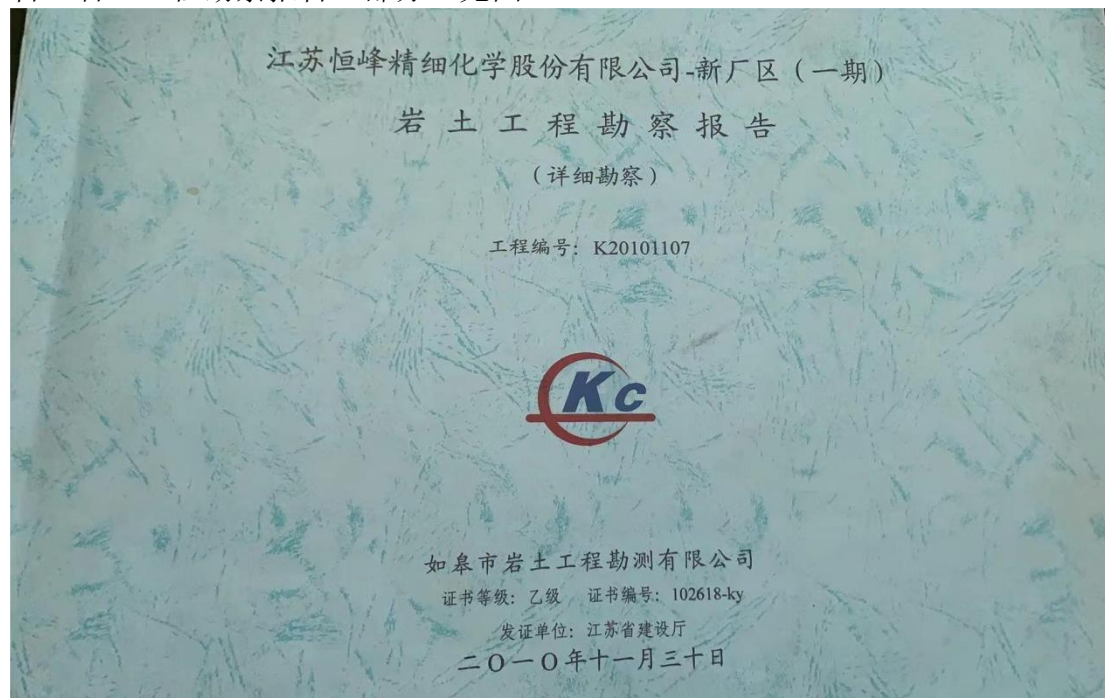 江苏恒峰精细化学股份有限公司-新厂区（一期）
岩土工程勘察报告
（详细勘察）
工程编号：K20101107
Kc
如皋市岩土工程勘测有限公司
证书等级：乙级 证书编号：102618-ky
发证单位：江苏省建设厅
二O一O年十一月三十日